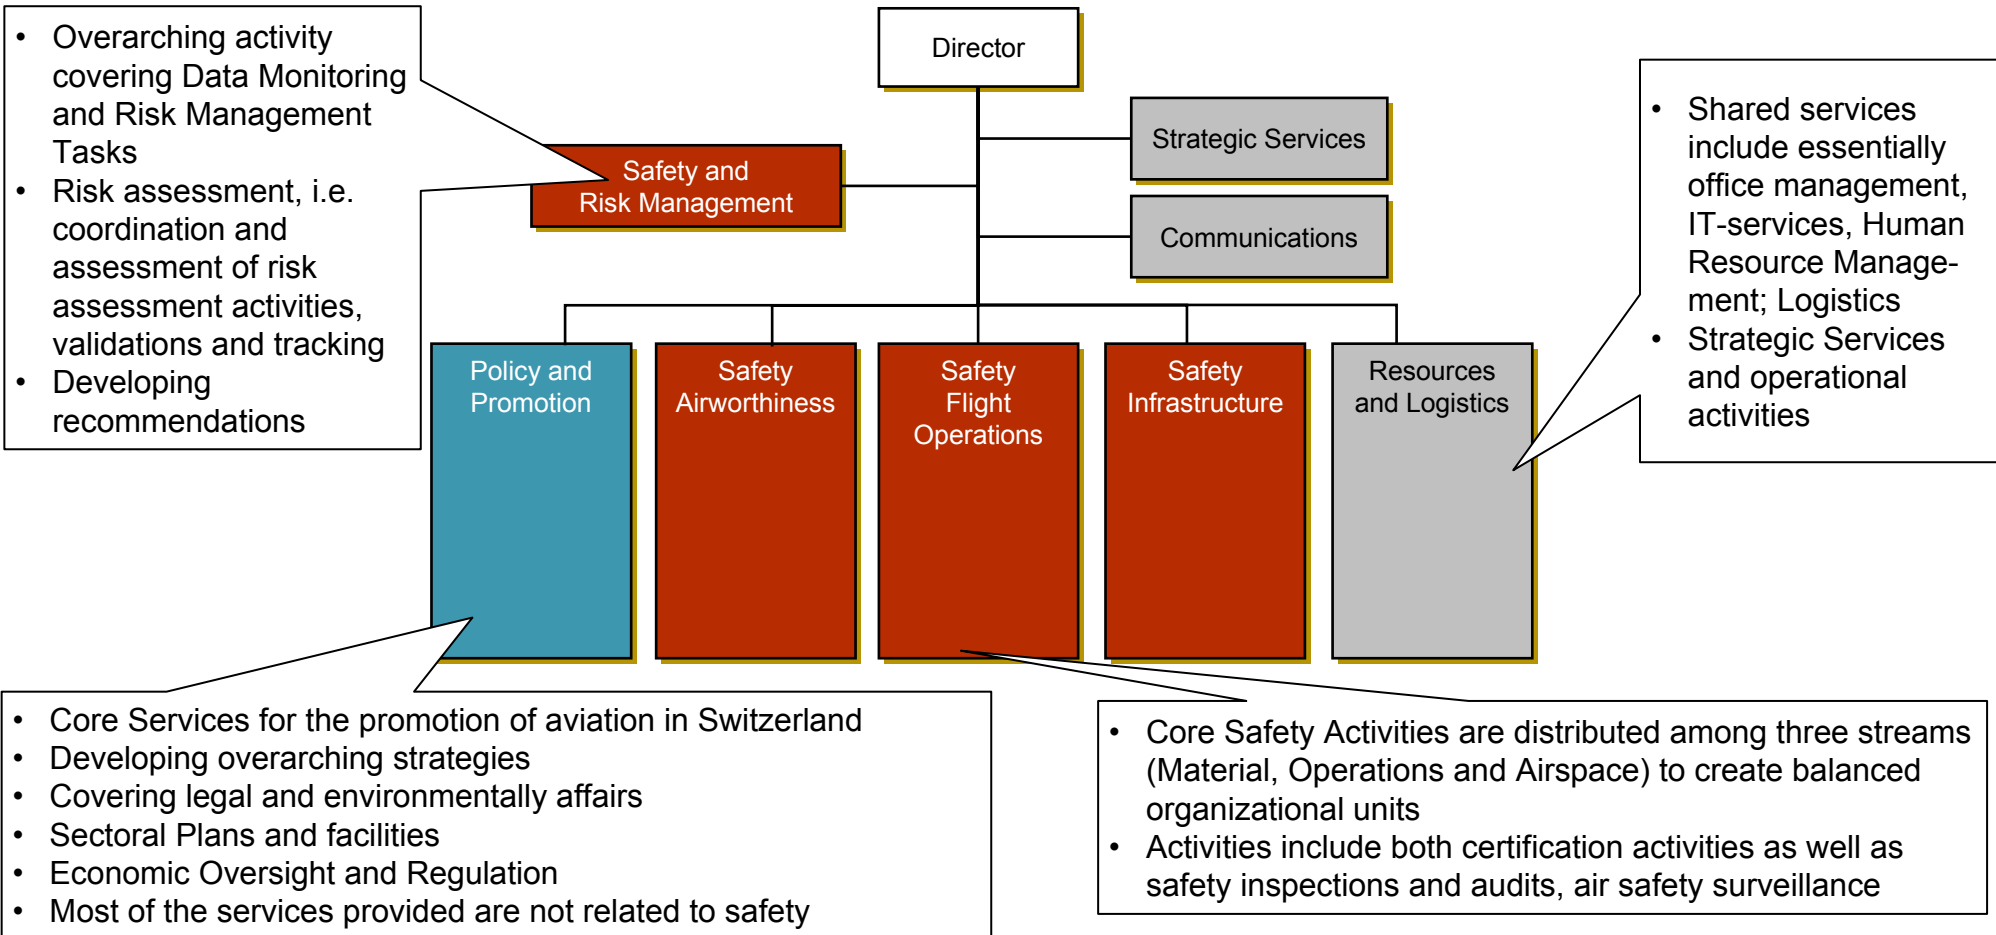 • Overarching activity
covering Data Monitoring
and Risk Management
Tasks
• Risk assessment, i.e.
coordination and
assessment of risk
assessment activities,
validations and tracking
• Developing
recommendations
Director
Strategic Services
Safety and
Risk Management
Communications
• Shared services
include essentially
office management,
IT-services, Human
Resource Manage-
ment; Logistics
• Strategic Services
and operational
activities
Policy and
Promotion
Safety
Airworthiness
Safety
Flight
Operations
Safety
Infrastructure
Resources
and Logistics
• Core Services for the promotion of aviation in Switzerland
• Developing overarching strategies
• Covering legal and environmentally affairs
• Sectoral Plans and facilities
• Economic Oversight and Regulation
• Most of the services provided are not related to safety
• Core Safety Activities are distributed among three streams
(Material, Operations and Airspace) to create balanced
organizational units
• Activities include both certification activities as well as
safety inspections and audits, air safety surveillance